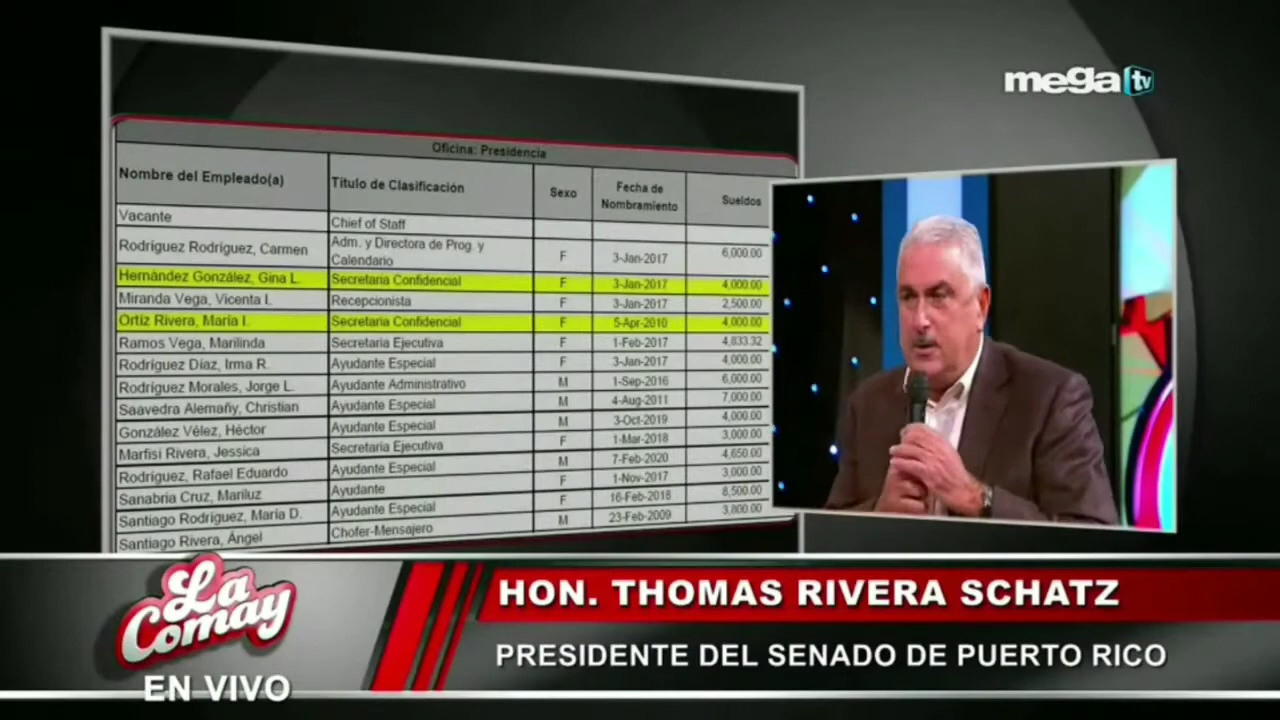 mega tv
Oficina: Presidencia
Nombre del Empleado(a) Título de Clasificación Sexo Fecha de Nombramiento Sueldos
Vacante Chief of Staff
Rodríguez Rodríguez, Carmen Adm. y Directora de Prog. y Calendario F 3-Jan-2017 6,000.00
Hernández González, Gina L. Secretaria Confidencial F 3-Jan-2017 4,000.00
Miranda Vega, Vicenta I. Recepcionista F 3-Jan-2017 2,500.00
Ortiz Rivera, María I. Secretaria Confidencial F 5-Apr-2010 4,000.00
Ramos Vega, Marilinda Secretaria Ejecutiva F 1-Feb-2017 4,833.32
Rodríguez Díaz, Irma R. Ayudante Especial F 3-Jan-2017 4,000.00
Rodríguez Morales, Jorge L. Ayudante Administrativo M 1-Sep-2016 6,000.00
Saavedra Alemañy, Christian Ayudante Especial M 4-Aug-2011 7,000.00
González Vélez, Héctor Ayudante Especial M 3-Oct-2019 4,000.00
Marfisi Rivera, Jessica Secretaria Ejecutiva F 1-Mar-2018 3,000.00
Rodríguez, Rafael Eduardo Ayudante Especial M 7-Feb-2020 4,650.00
Sanabria Cruz, Mariluz Ayudante F 1-Nov-2017 3,000.00
Santiago Rodríguez, María D. Ayudante Especial F 16-Feb-2018 8,500.00
Santiago Rivera, Ángel Chofer-Mensajero M 23-Feb-2009 3,800.00
La Comay
EN VIVO
HON. THOMAS RIVERA SCHATZ
PRESIDENTE DEL SENADO DE PUERTO RICO